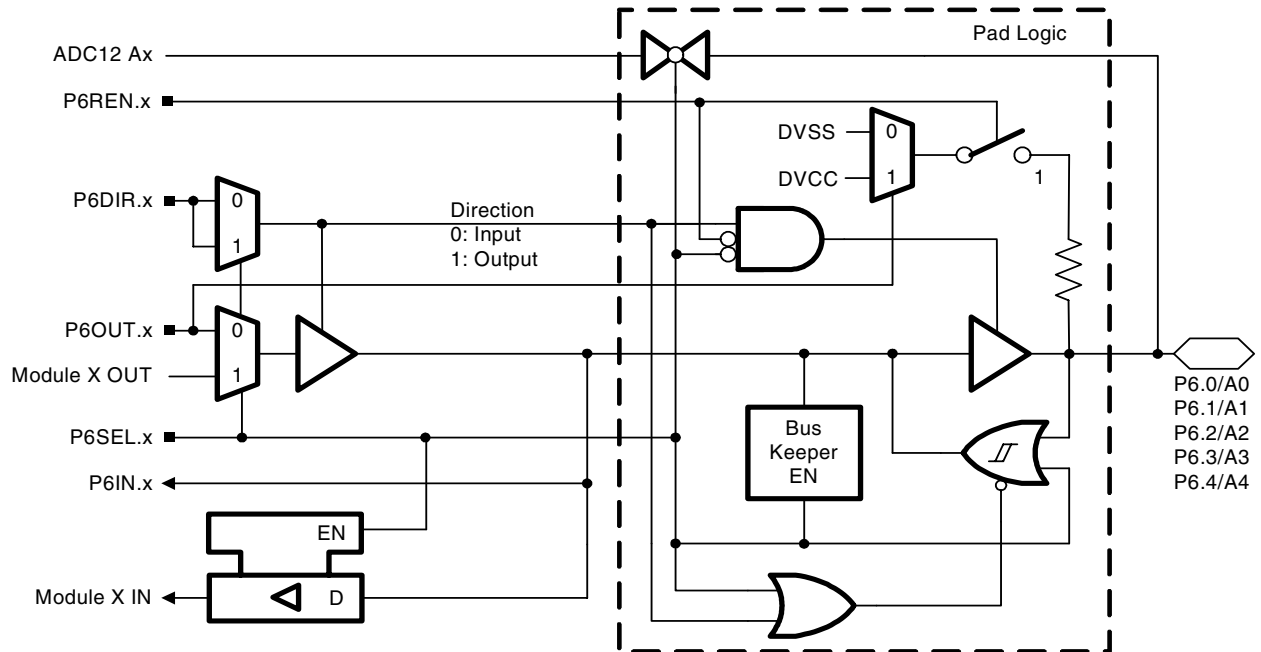 Pad Logic
ADC12 Ax
P6REN.x
DVSS
0
DVCC
1
1
P6DIR.x
0
1
Direction
0: Input
1: Output
P6OUT.x
0
Module X OUT
1
P6.0/A0
P6.1/A1
P6.2/A2
P6.3/A3
P6.4/A4
P6SEL.x
Bus
Keeper
EN
P6IN.x
EN
Module X IN
D